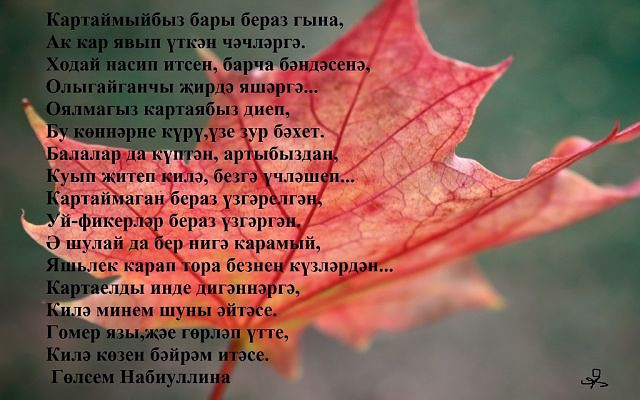 Картаймыйбыз бары бераз гына,
Ак кар явып үткән чәчләргә.
Ходай насип итсен, барча бәндәсенә,
Олыгайганчы җирдә яшәргә...
Оялмагыз картаябыз диеп,
Бу көннәрне күрү,үзе зур бәхет.
Балалар да күптән, артыбыздан,
Куып җитеп килә, безгә үчләшеп...
Картаймаган бераз үзгәрелгән,
Уй-фикерләр бераз үзгәргән.
Ә шулай да бер нигә карамый,
Яшьлек карап тора безнең күзләрдән...
Картаелды инде дигәннәргә,
Килә минем шуны әйтәсе.
Гомер язы,җәе гөрләп үтте,
Килә көзен бәйрәм итәсе.
Гөлсем Набиуллина